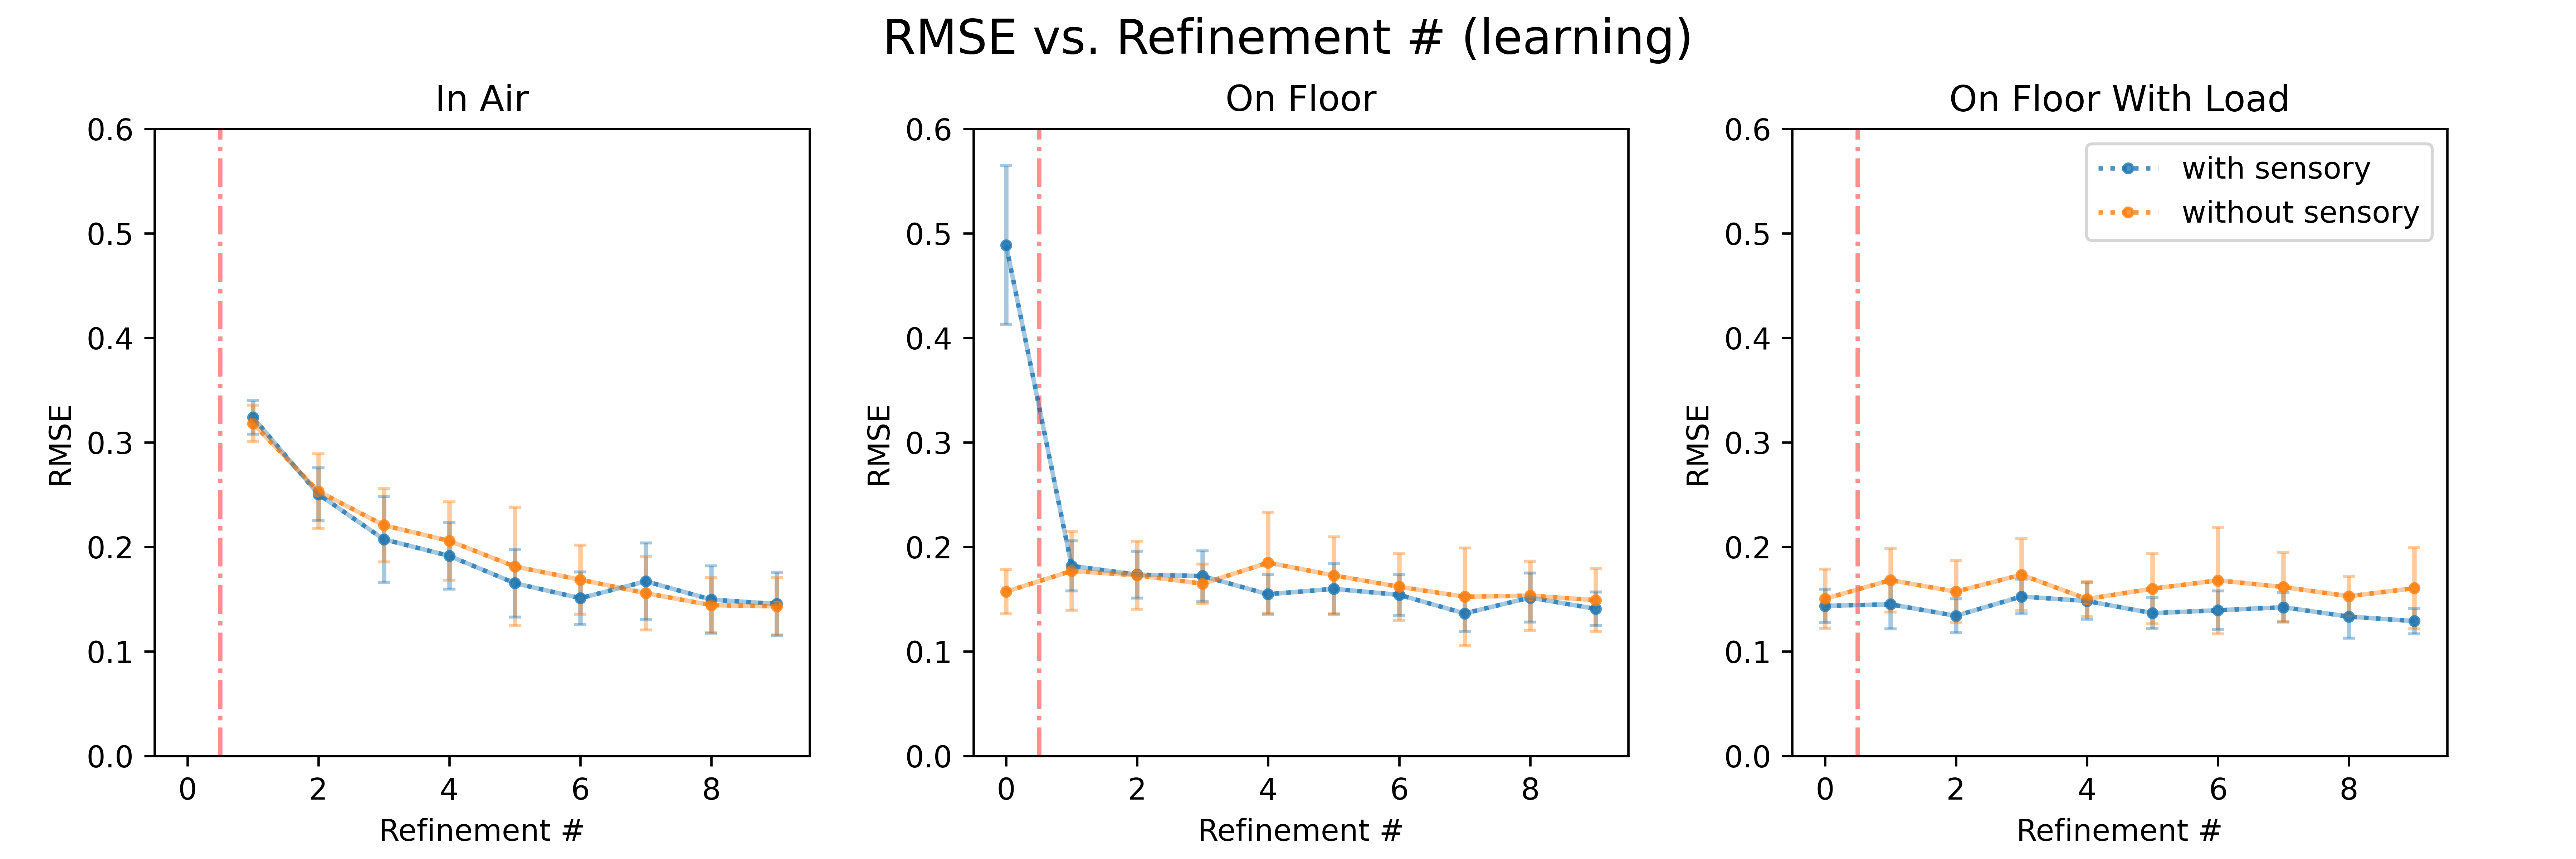 RMSE vs. Refinement # (learning)
In Air
0.6
0.5
0.4
0.3
0.2
0.1
0.0
RMSE
0 2 4 6 8
Refinement #
On Floor
0.6
0.5
0.4
0.3
0.2
0.1
0.0
RMSE
0 2 4 6 8
Refinement #
On Floor With Load
0.6
0.5
0.4
0.3
0.2
0.1
0.0
RMSE
with sensory
without sensory
0 2 4 6 8
Refinement #